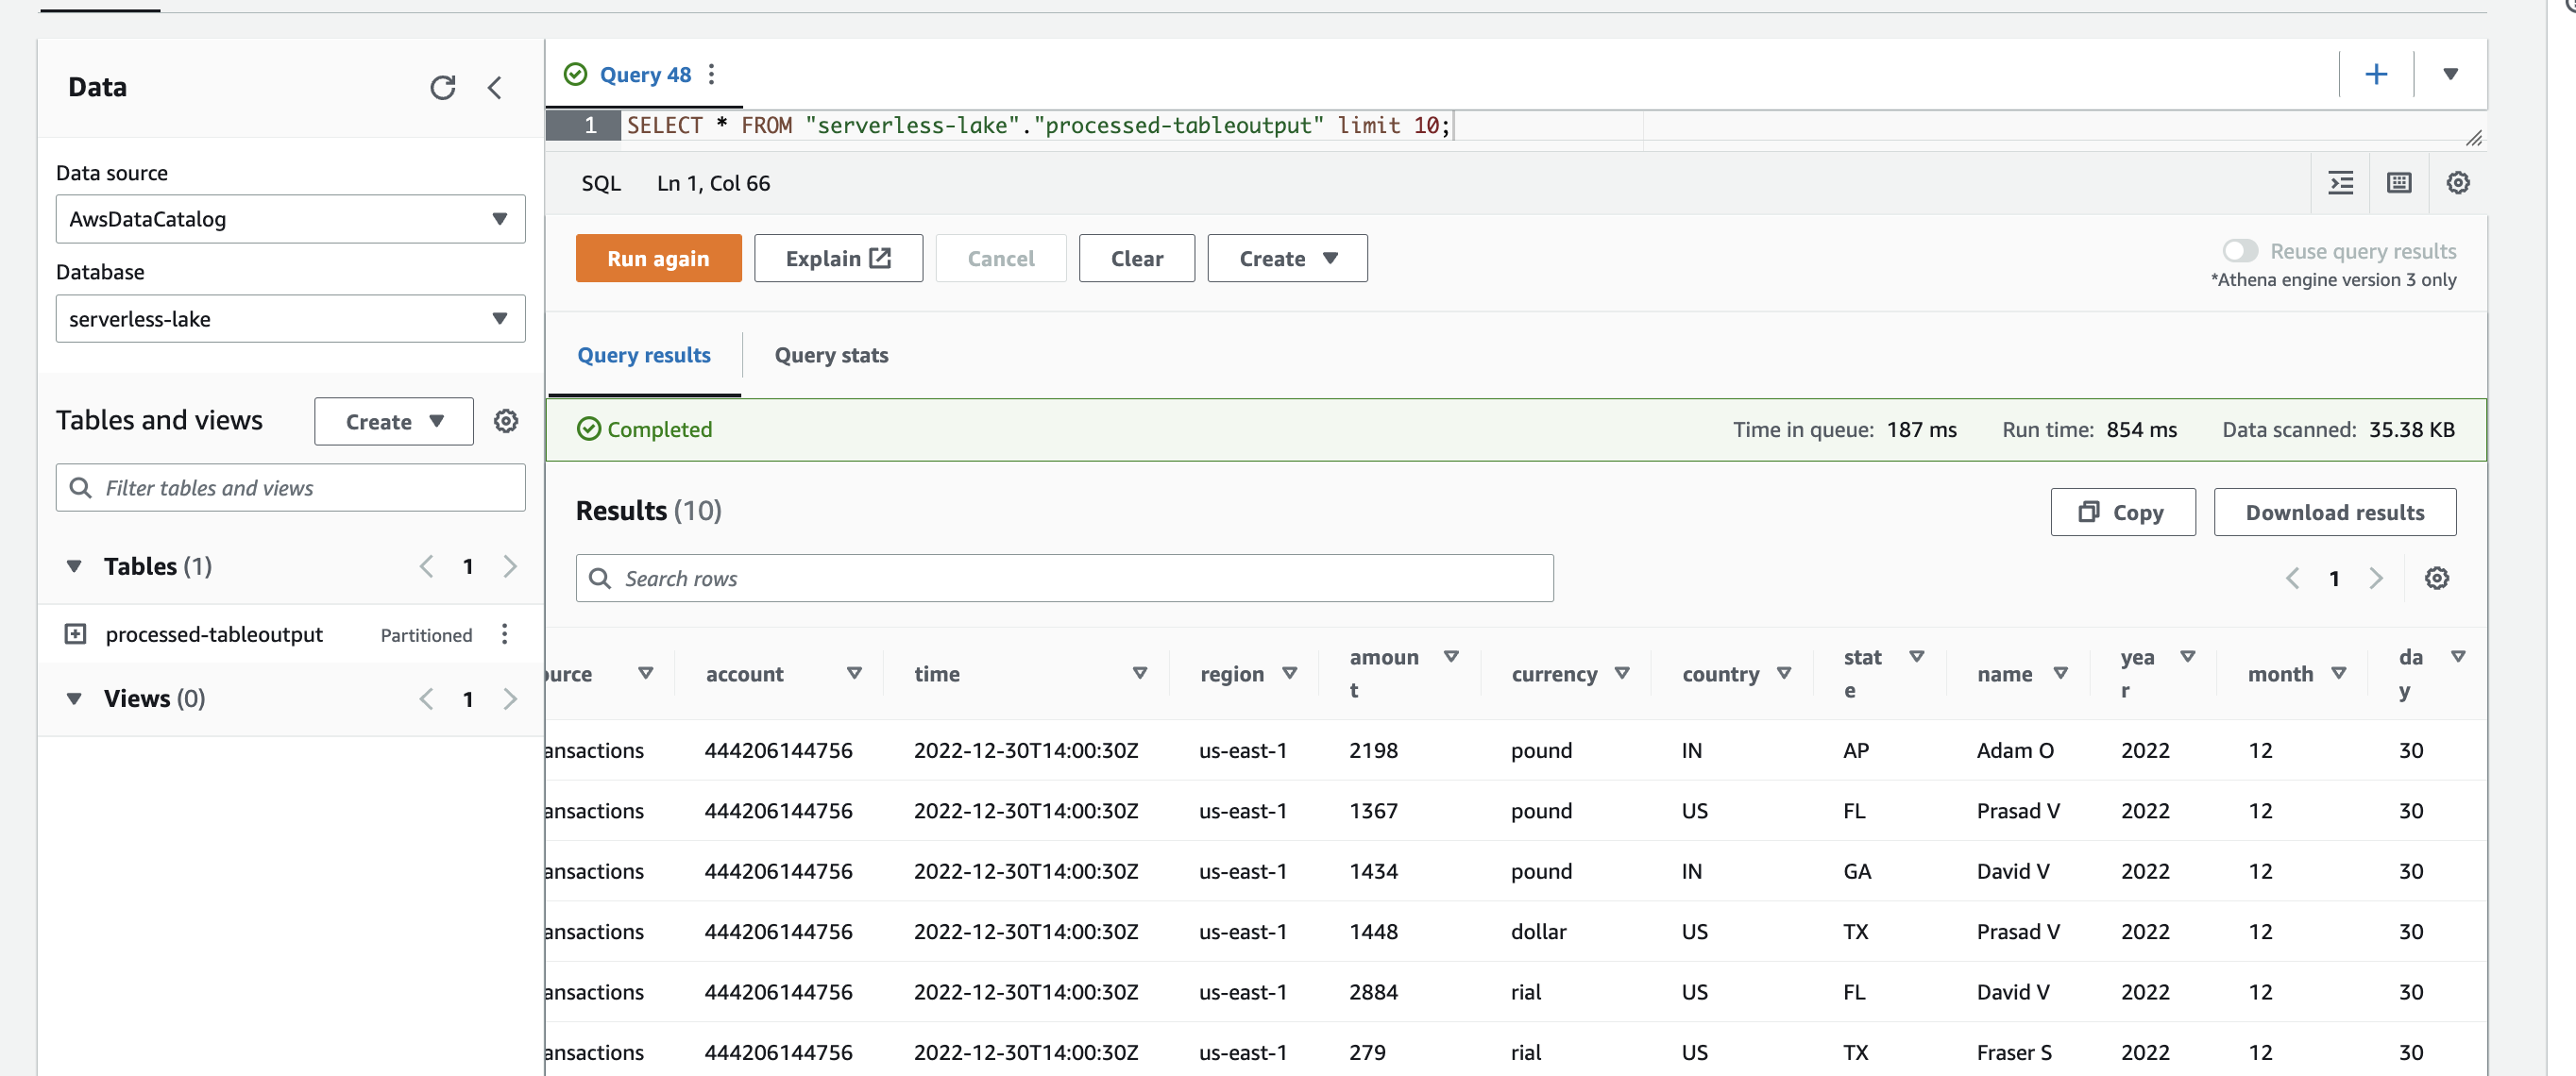 Data
Data source
AwsDataCatalog
Database
serverless-lake
Tables and views
Create
Filter tables and views
Tables (1)
1
processed-tableoutput Partitioned
Views (0)
1
Query 48
1 SELECT * FROM "serverless-lake"."processed-tableoutput" limit 10;
SQL Ln 1, Col 66
Run again Explain Cancel Clear Create
Reuse query results
*Athena engine version 3 only
Query results Query stats
Completed Time in queue: 187 ms Run time: 854 ms Data scanned: 35.38 KB
Results (10) Copy Download results
Search rows 1
ource account time region amount currency country state name year month day
ansactions 444206144756 2022-12-30T14:00:30Z us-east-1 2198 pound IN AP Adam O 2022 12 30
ansactions 444206144756 2022-12-30T14:00:30Z us-east-1 1367 pound US FL Prasad V 2022 12 30
ansactions 444206144756 2022-12-30T14:00:30Z us-east-1 1434 pound IN GA David V 2022 12 30
ansactions 444206144756 2022-12-30T14:00:30Z us-east-1 1448 dollar US TX Prasad V 2022 12 30
ansactions 444206144756 2022-12-30T14:00:30Z us-east-1 2884 rial US FL David V 2022 12 30
ansactions 444206144756 2022-12-30T14:00:30Z us-east-1 279 rial US TX Fraser S 2022 12 30